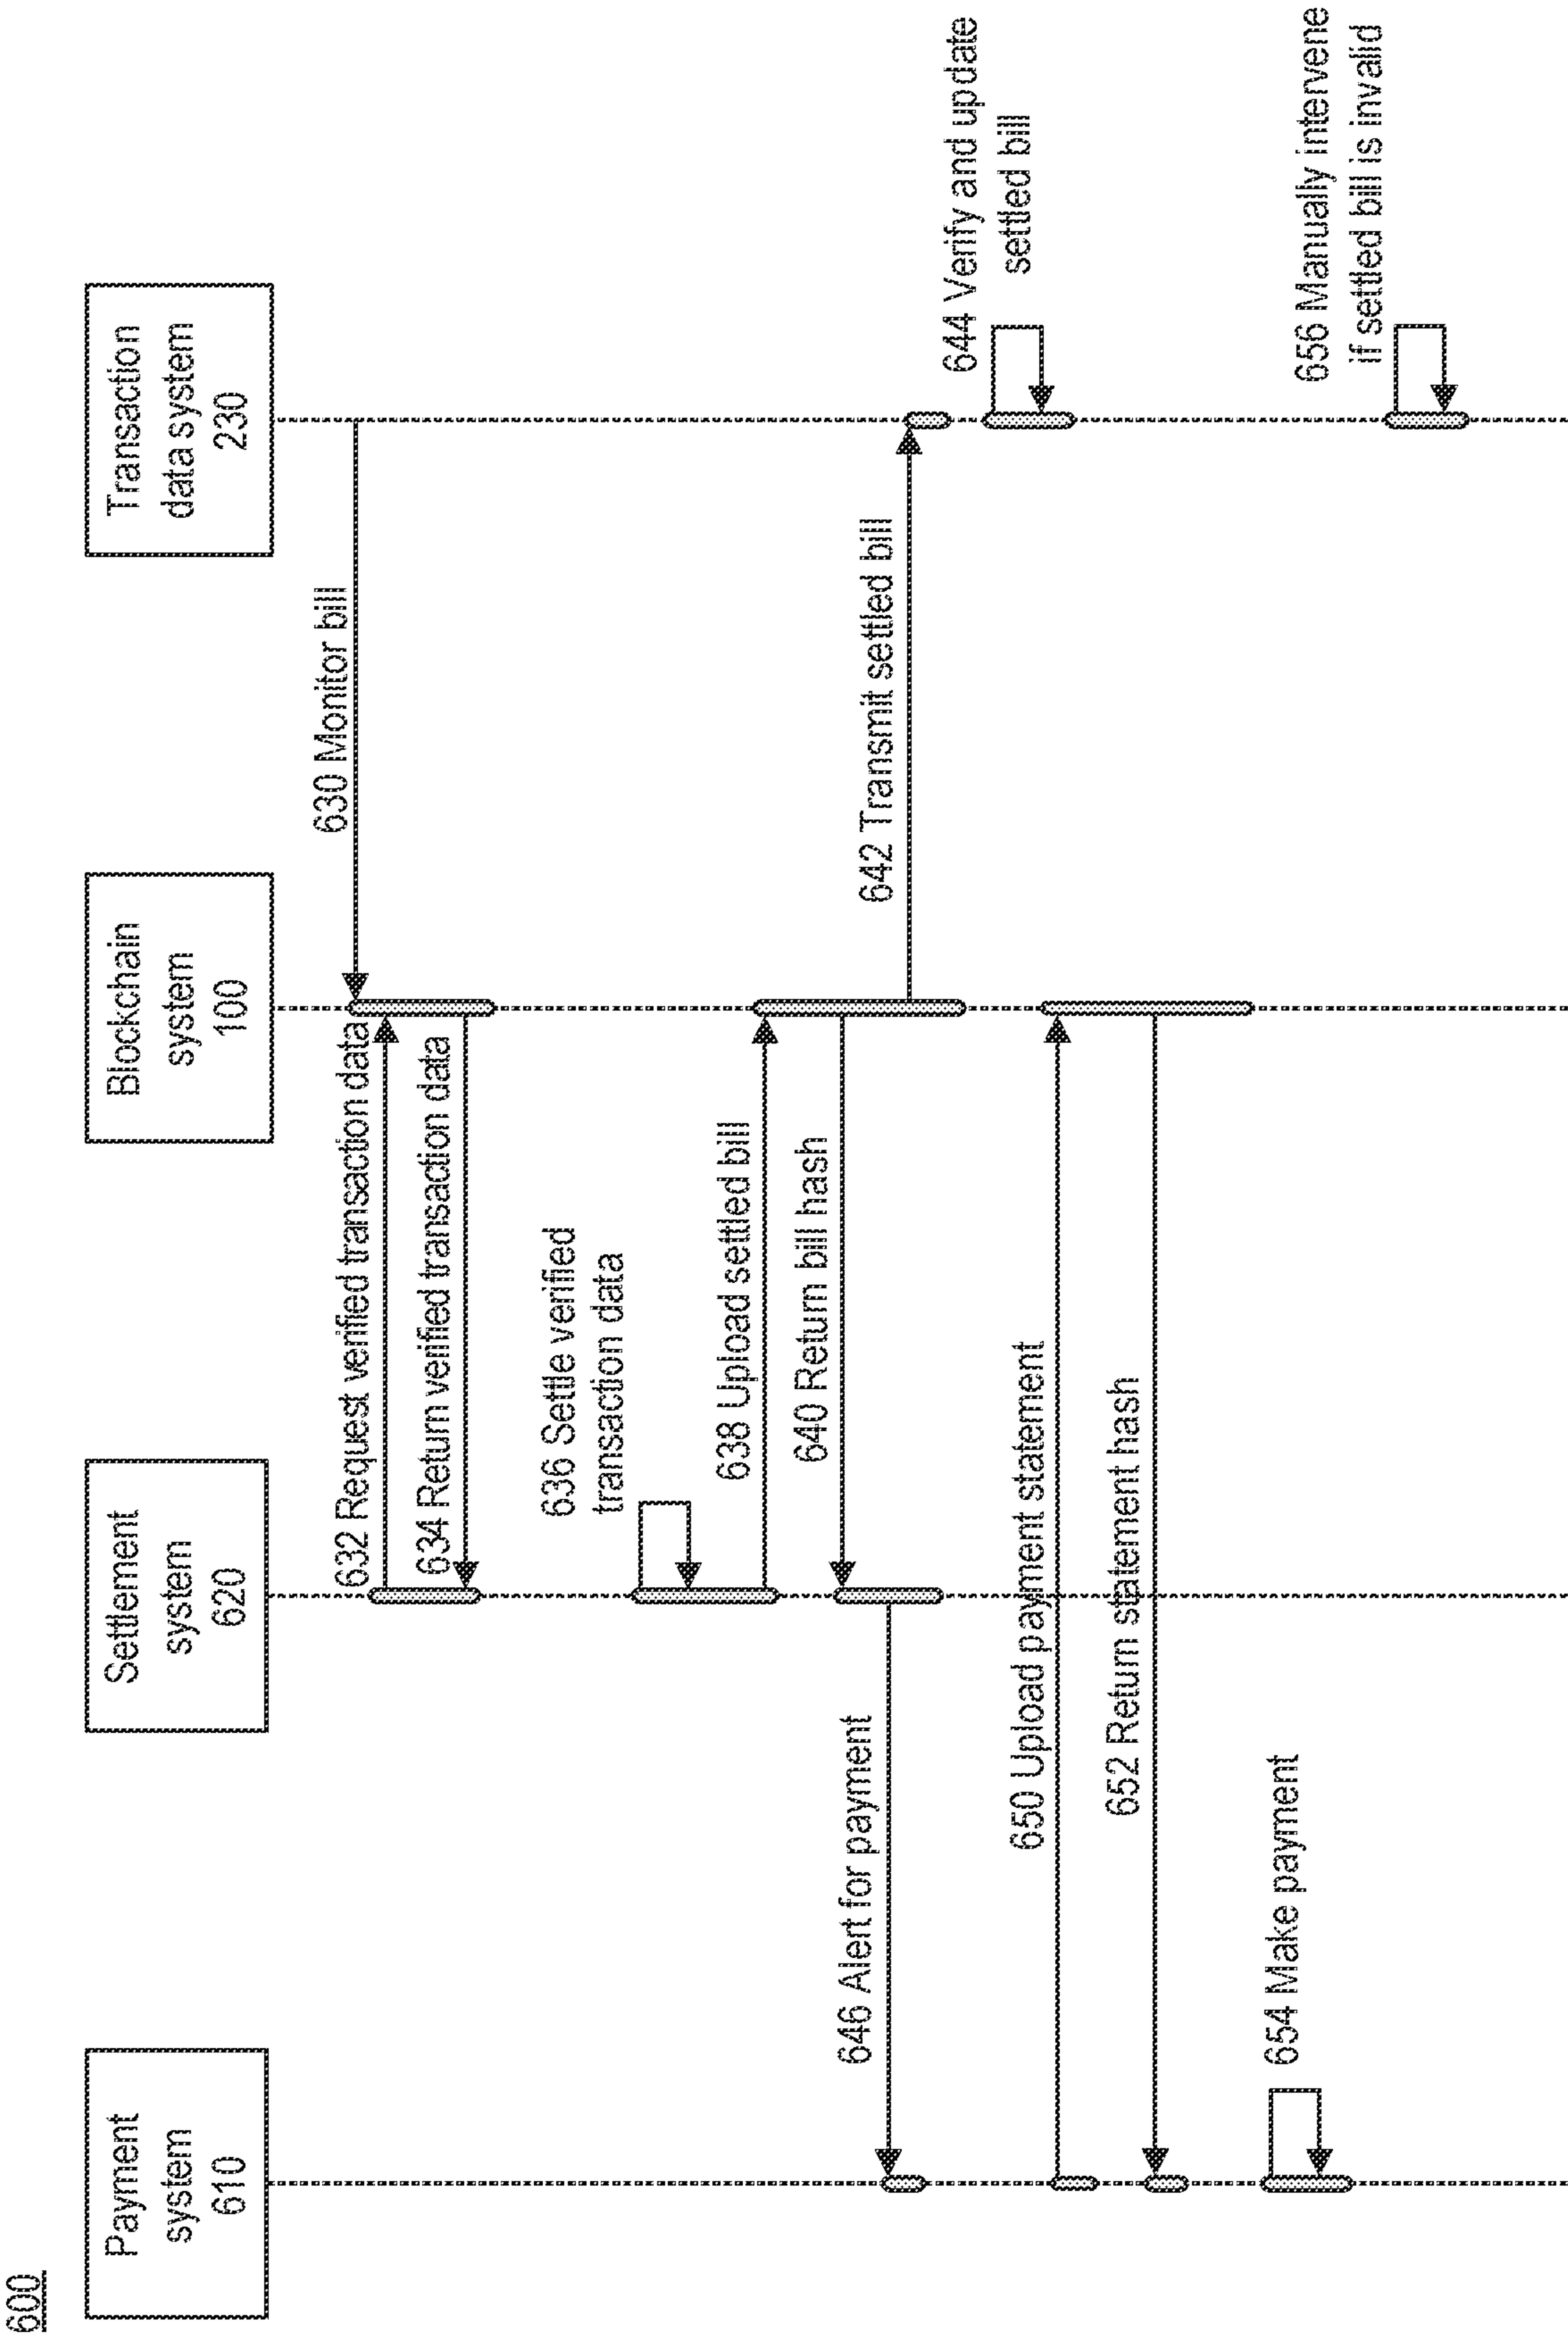 600
Payment
system
610
Settlement
system
620
Blockchain
system
100
Transaction
data system
230
630 Monitor bill
632 Request verified transaction data
634 Return verified transaction data
636 Settle verified
transaction data
638 Upload settled bill
640 Return bill hash
642 Transmit settled bill
644 Verify and update
settled bill
646 Alert for payment
650 Upload payment statement
652 Return statement hash
654 Make payment
656 Manually intervene
if settled bill is invalid